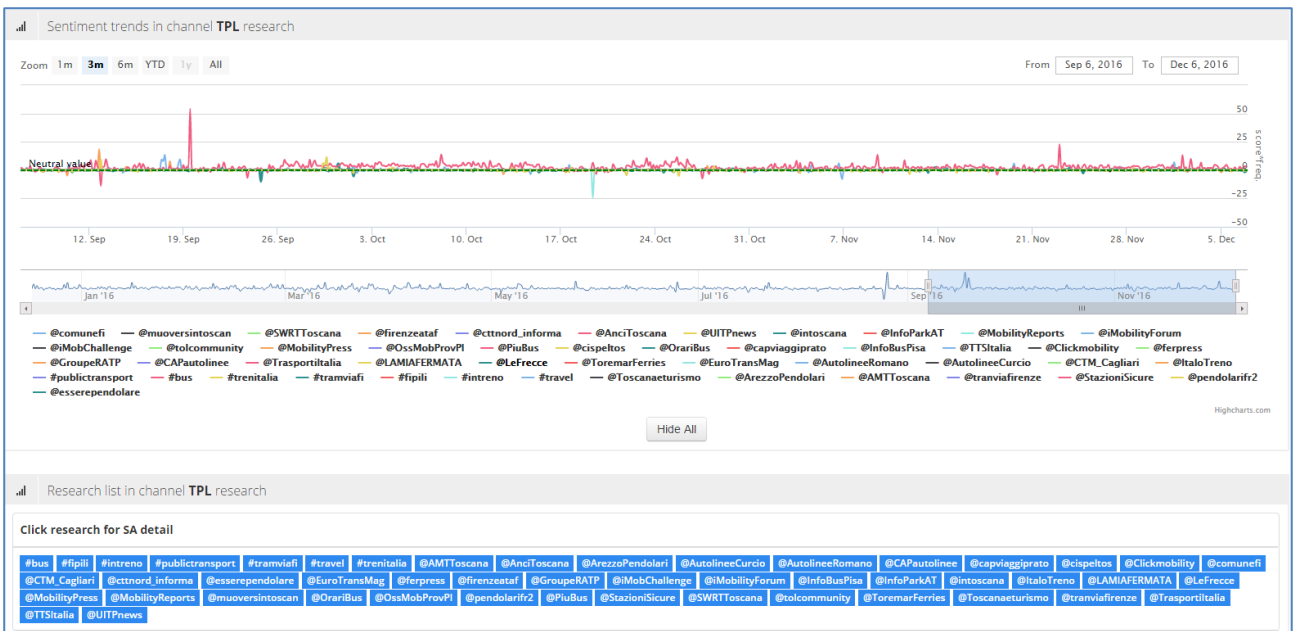 Sentiment trends in channel TPL research
Zoom 1m 3m 6m YTD 1y All From Sep 6, 2016 To Dec 6, 2016
50
25
Neutral value 0
score*freq.
-25
-50
12. Sep 19. Sep 26. Sep 3. Oct 10. Oct 17. Oct 24. Oct 31. Oct 7. Nov 14. Nov 21. Nov 28. Nov 5. Dec
Jan '16 Mar '16 May '16 Jul '16 Sep '16 Nov '16
@comunefi @muoversintoscan @SWRTToscana @firenzeataf @cttnord_informa @AnciToscana @UITPnews @intoscana @InfoParkAT @MobilityReports @iMobilityForum
@iMobChallenge @tolcommunity @MobilityPress @OssMobProvPI @PiuBus @cispeltos @OrariBus @capviaggiprato @InfoBusPisa @TTSItalia @Clickmobility @ferpress
@GroupeRATP @CAPautolinee @TrasportiItalia @LAMIAFERMATA @LeFrecce @ToremarFerries @EuroTransMag @AutolineeRomano @AutolineeCurcio @CTM_Cagliari @ItaloTreno
#publictransport #bus #trenitalia #tramviafi #fipili #intreno #travel @Toscanaeturismo @ArezzoPendolari @AMTToscana @tranviafirenze @StazioniSicure @pendolarifr2
@esserependolare
Highcharts.com
Hide All
Research list in channel TPL research
Click research for SA detail
#bus #fipili #intreno #publictransport #tramviafi #travel #trenitalia @AMTToscana @AnciToscana @ArezzoPendolari @AutolineeCurcio @AutolineeRomano @CAPautolinee @capviaggiprato @cispeltos @Clickmobility @comunefi
@CTM_Cagliari @cttnord_informa @esserependolare @EuroTransMag @ferpress @firenzeataf @GroupeRATP @iMobChallenge @iMobilityForum @InfoBusPisa @InfoParkAT @intoscana @ItaloTreno @LAMIAFERMATA @LeFrecce
@MobilityPress @MobilityReports @muoversintoscan @OrariBus @OssMobProvPI @pendolarifr2 @PiuBus @StazioniSicure @SWRTToscana @tolcommunity @ToremarFerries @Toscanaeturismo @tranviafirenze @TrasportiItalia
@TTSItalia @UITPnews